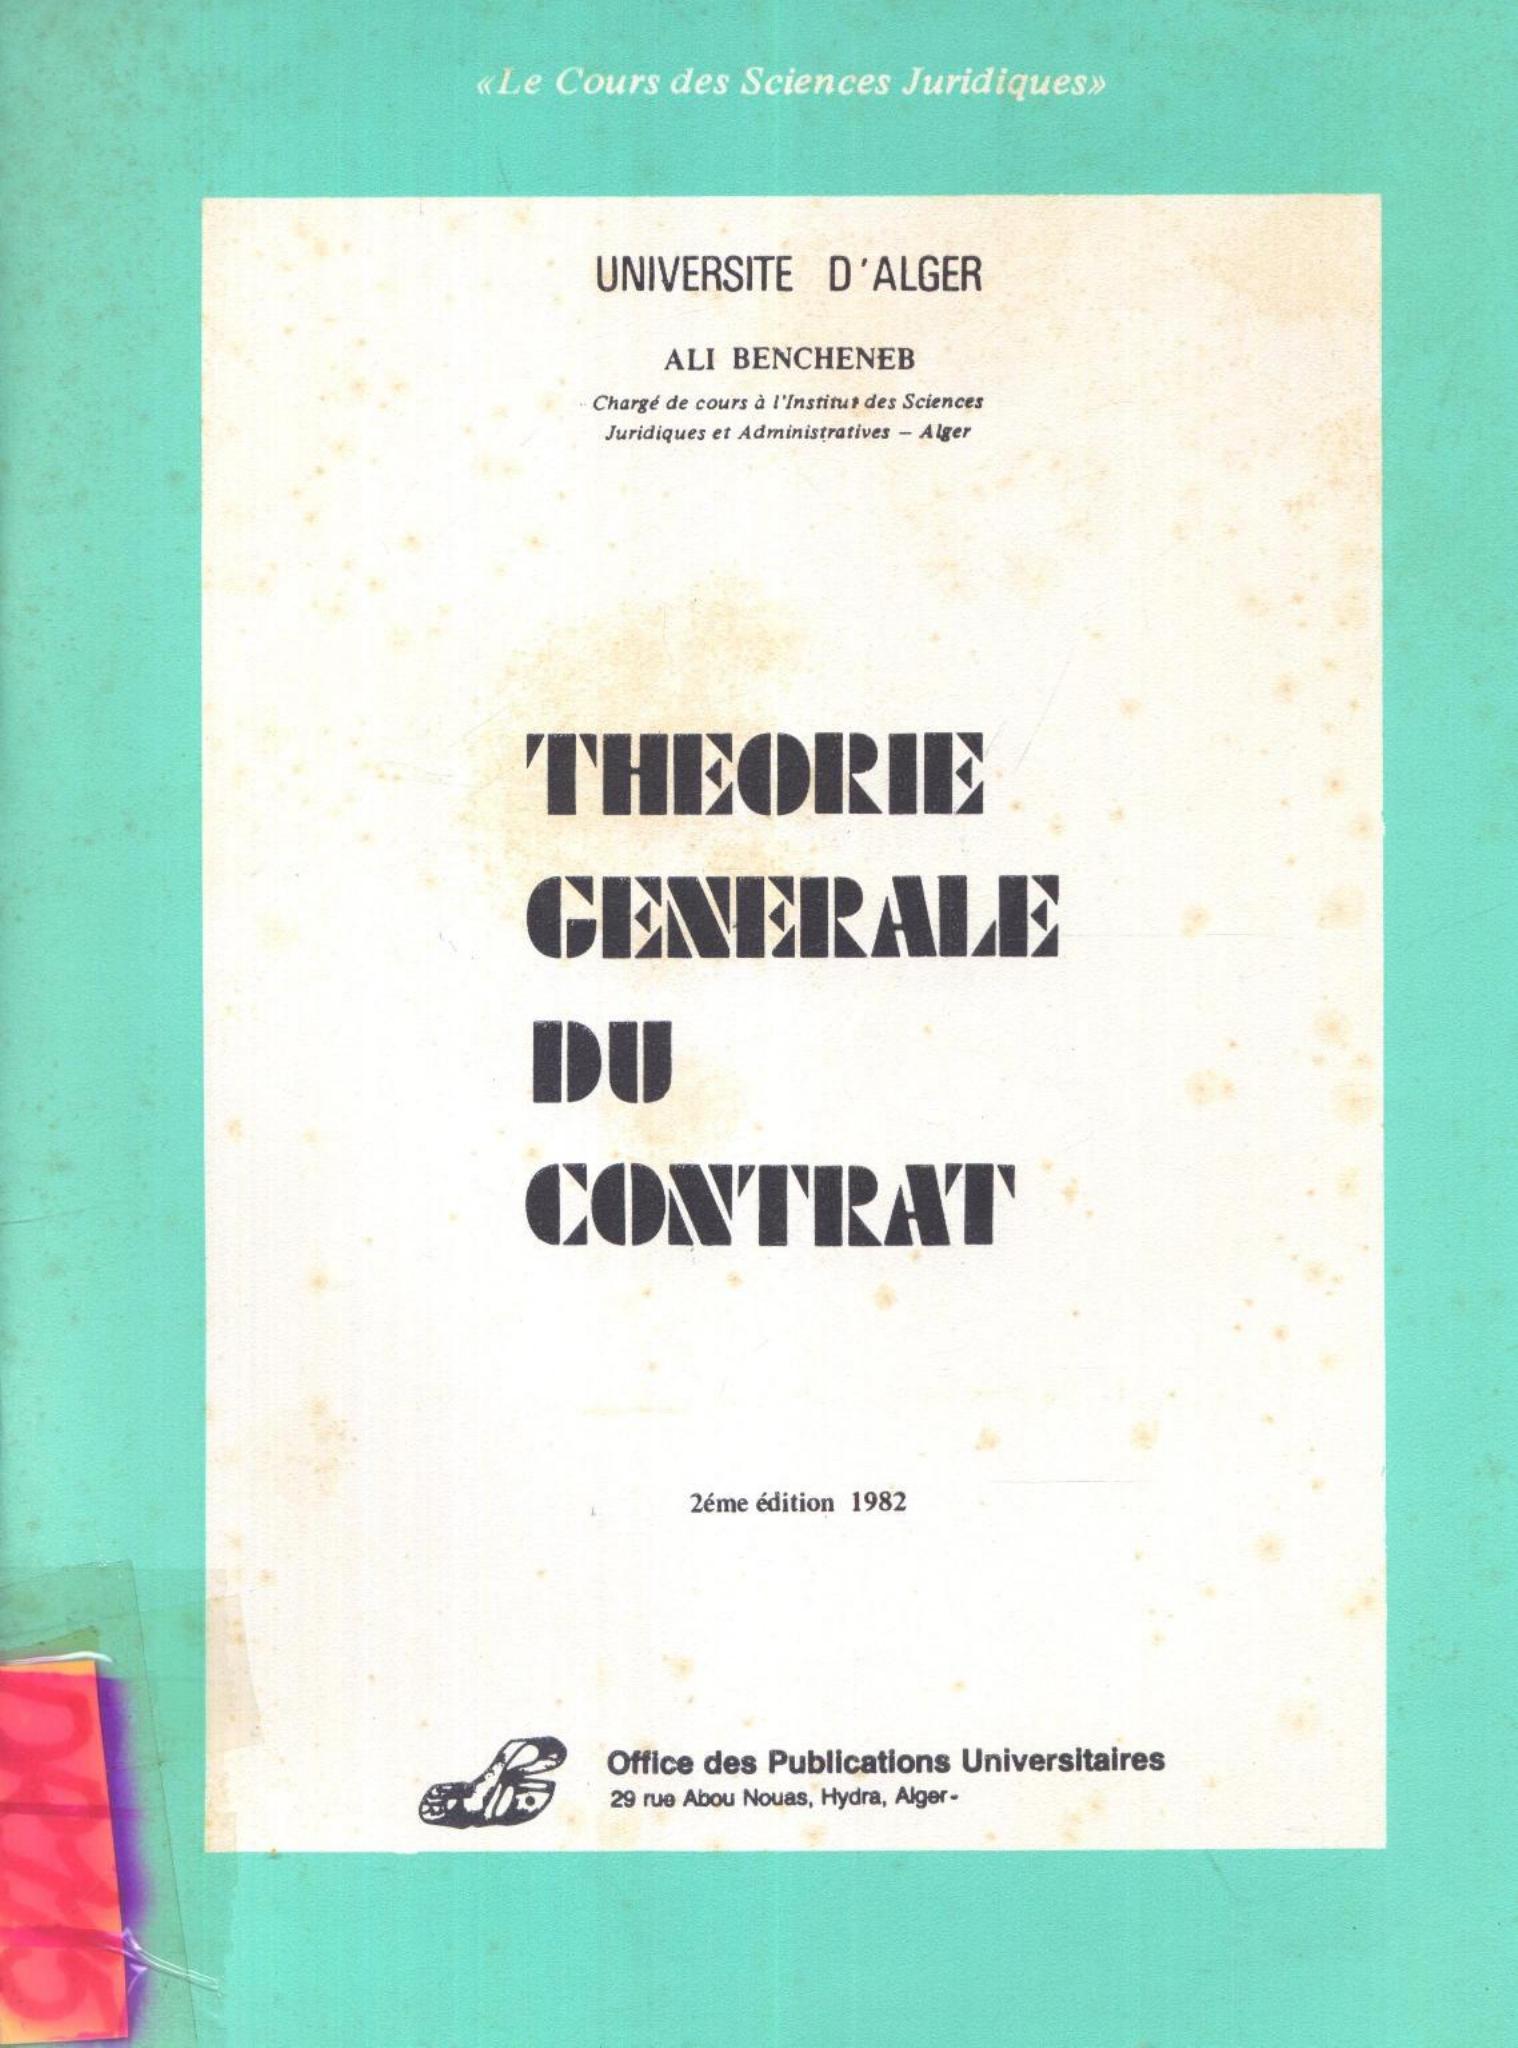 «Le Cours des Sciences Juridiques»
UNIVERSITE D'ALGER
ALI BENCHENEB
Chargé de cours à l'Institut des Sciences
Juridiques et Administratives – Alger
THEORIE
GENERALE
DU
CONTRAT
2éme édition 1982
Office des Publications Universitaires
29 rue Abou Nouas, Hydra, Alger-